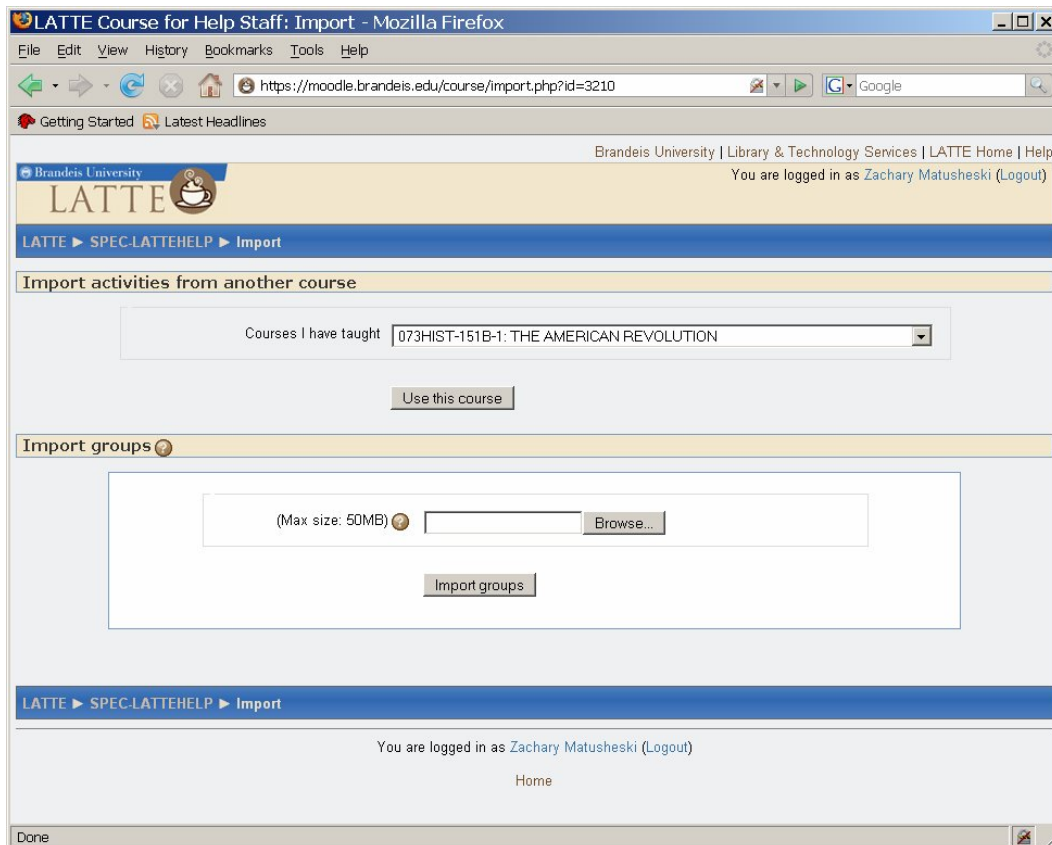 LATTE Course for Help Staff: Import - Mozilla Firefox
File Edit View History Bookmarks Tools Help
https://moodle.brandeis.edu/course/import.php?id=3210 G Google
Getting Started Latest Headlines
Brandeis University | Library & Technology Services | LATTE Home | Help
Brandeis University
LATTE
You are logged in as Zachary Matusheski (Logout)
LATTE ► SPEC-LATTEHELP ► Import
Import activities from another course
Courses I have taught 073HIST-151B-1: THE AMERICAN REVOLUTION
Use this course
Import groups ?
(Max size: 50MB) ? Browse...
Import groups
LATTE ► SPEC-LATTEHELP ► Import
You are logged in as Zachary Matusheski (Logout)
Home
Done